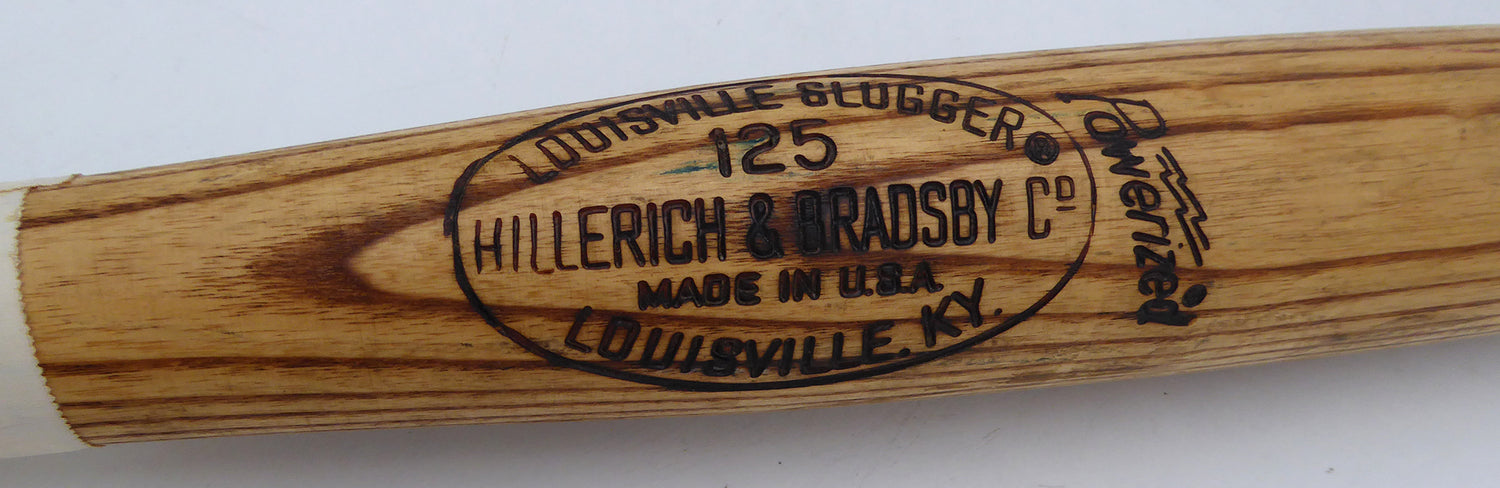 LOUISVILLE SLUGGER®
125
HILLERICH & BRADSBY Co
MADE IN U.S.A.
LOUISVILLE. KY.
Powerized